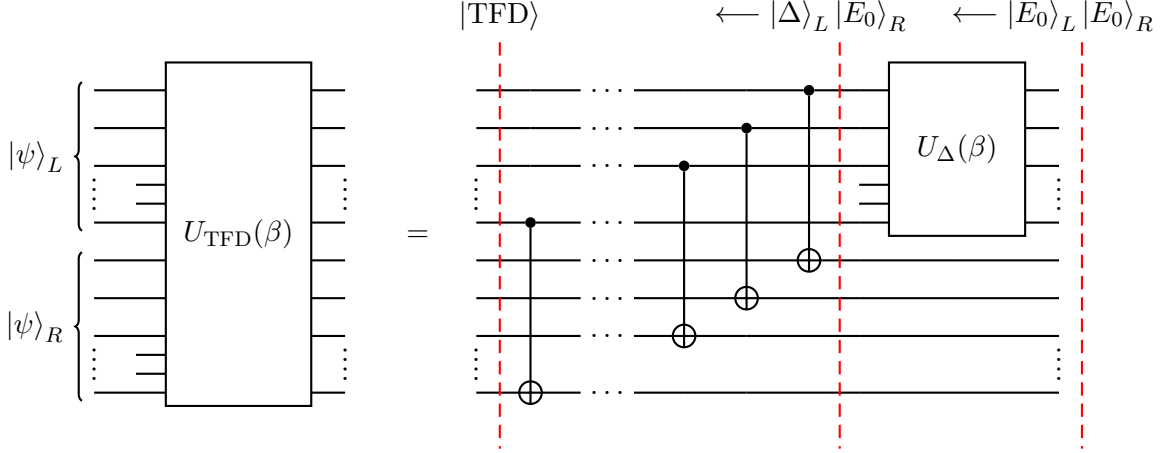 |TFD⟩ ⟵ |Δ⟩_L |E_0⟩_R ⟵ |E_0⟩_L |E_0⟩_R
|ψ⟩_L
U_Δ(β)
U_TFD(β) =
|ψ⟩_R